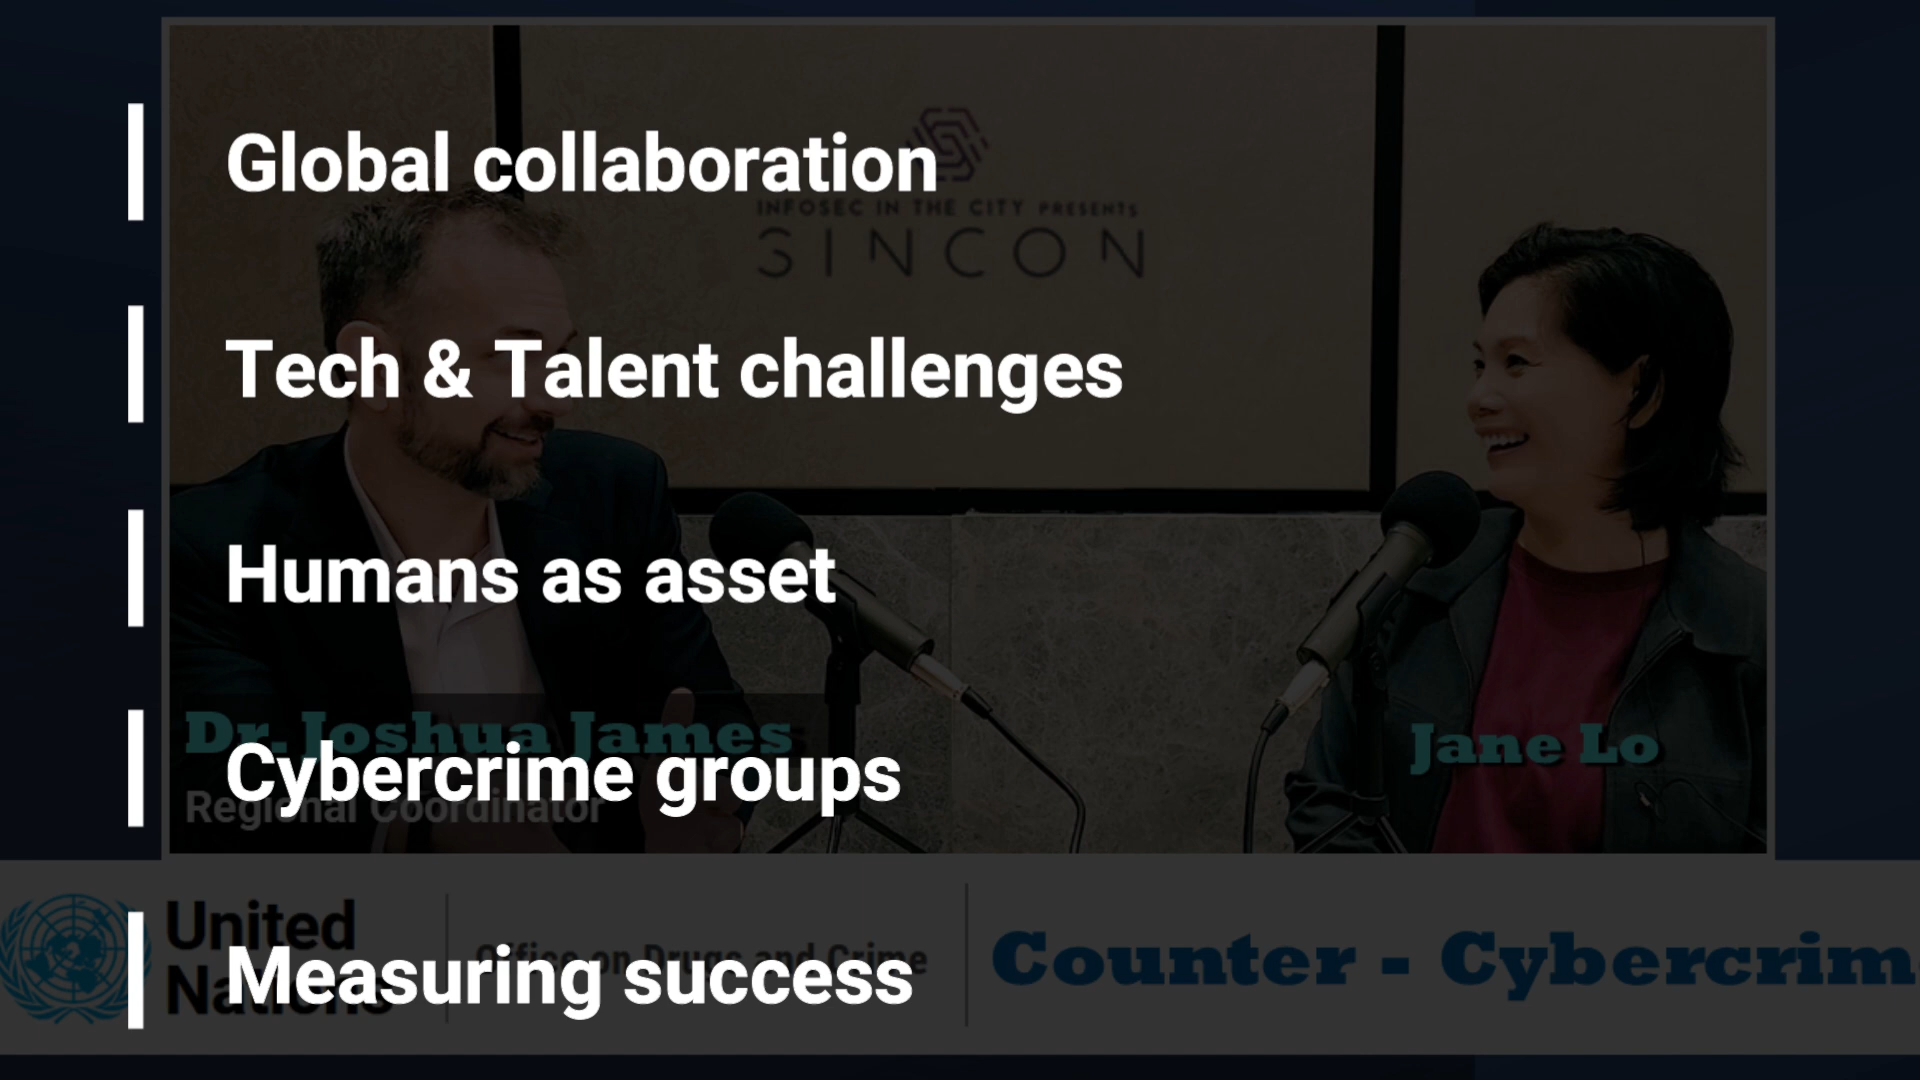 Global collaboration
INFOSEC IN THE CITY PRESENTS
SINCON
Tech & Talent challenges
Humans as asset
Dr. Joshua James
Jane Lo
Cybercrime groups
Regional Coordinator
United
Nations
Office on Drugs and Crime
Measuring success
Counter - Cybercrim